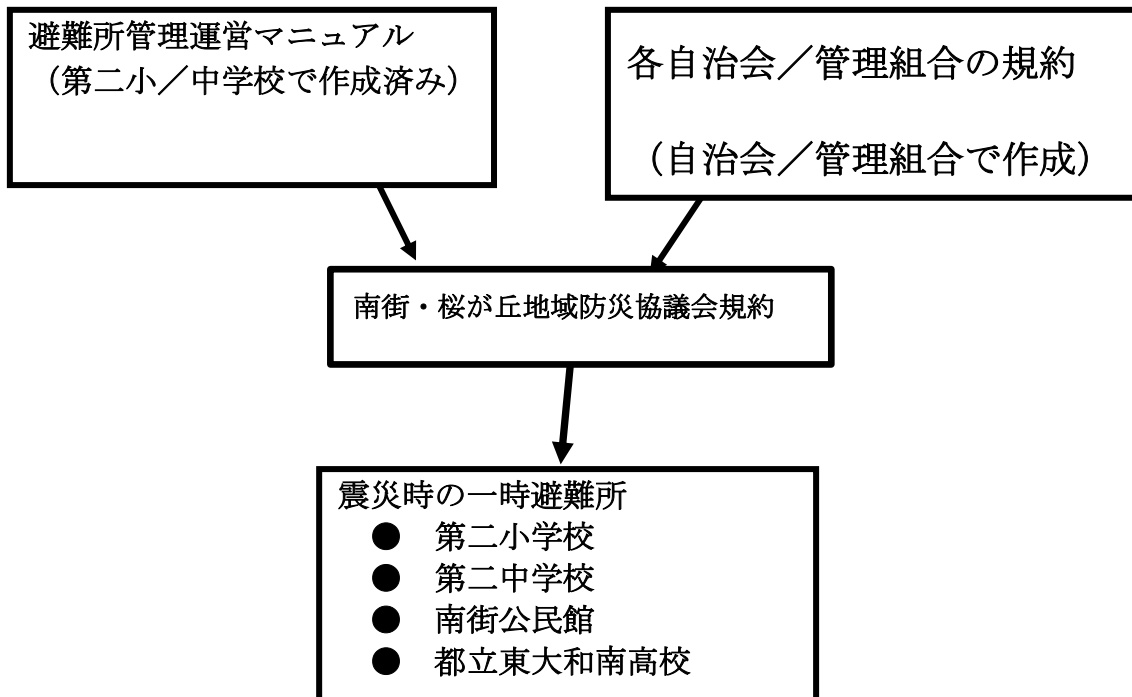 避難所管理運営マニュアル
（第二小／中学校で作成済み）
各自治会／管理組合の規約
（自治会／管理組合で作成）
南街・桜が丘地域防災協議会規約
震災時の一時避難所
● 第二小学校
● 第二中学校
● 南街公民館
● 都立東大和南高校